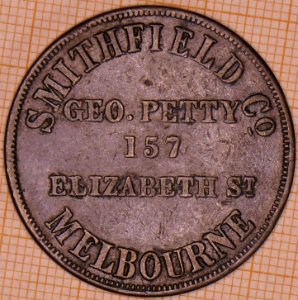 SMITHFIELD Co
GEO. PETTY
157
ELIZABETH ST
MELBOURNE